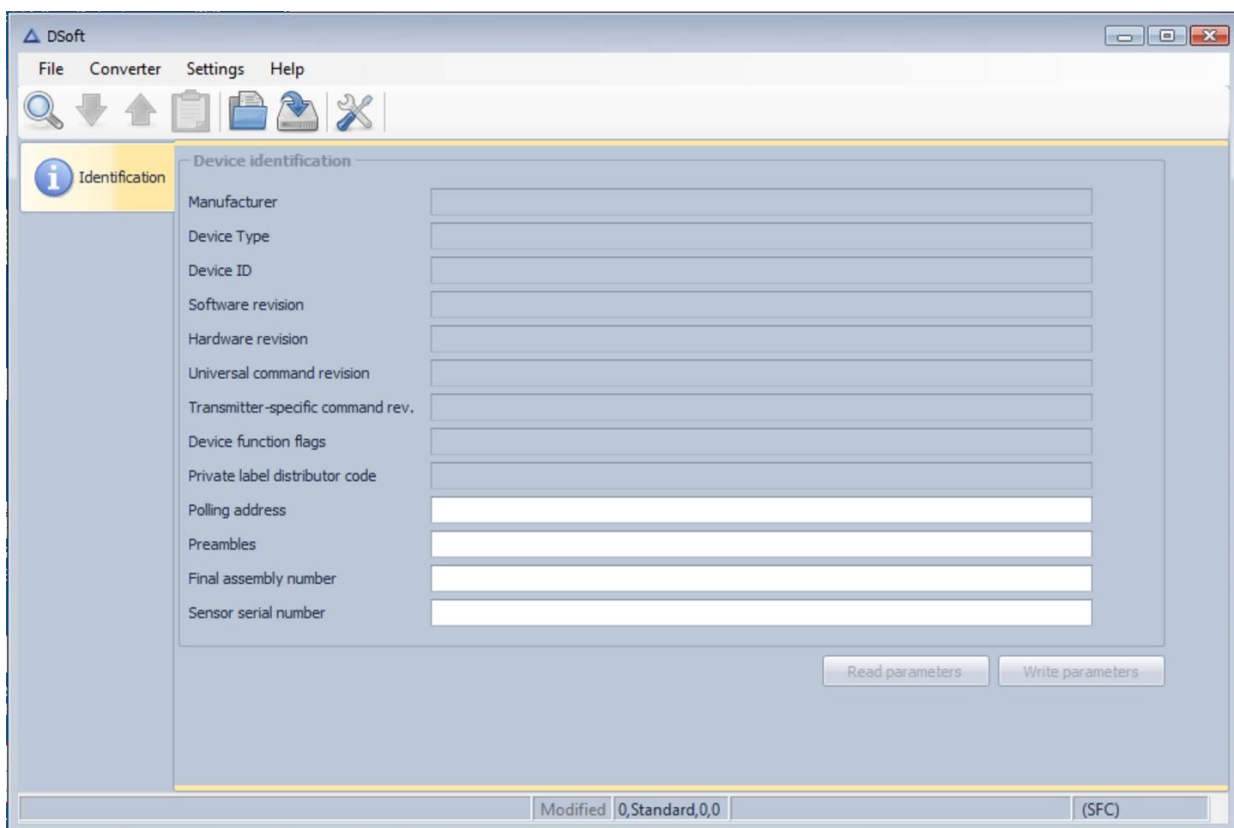 DSoft
File Converter Settings Help
Identification
Device identification
Manufacturer
Device Type
Device ID
Software revision
Hardware revision
Universal command revision
Transmitter-specific command rev.
Device function flags
Private label distributor code
Polling address
Preambles
Final assembly number
Sensor serial number
Read parameters Write parameters
Modified 0,Standard,0,0 (SFC)